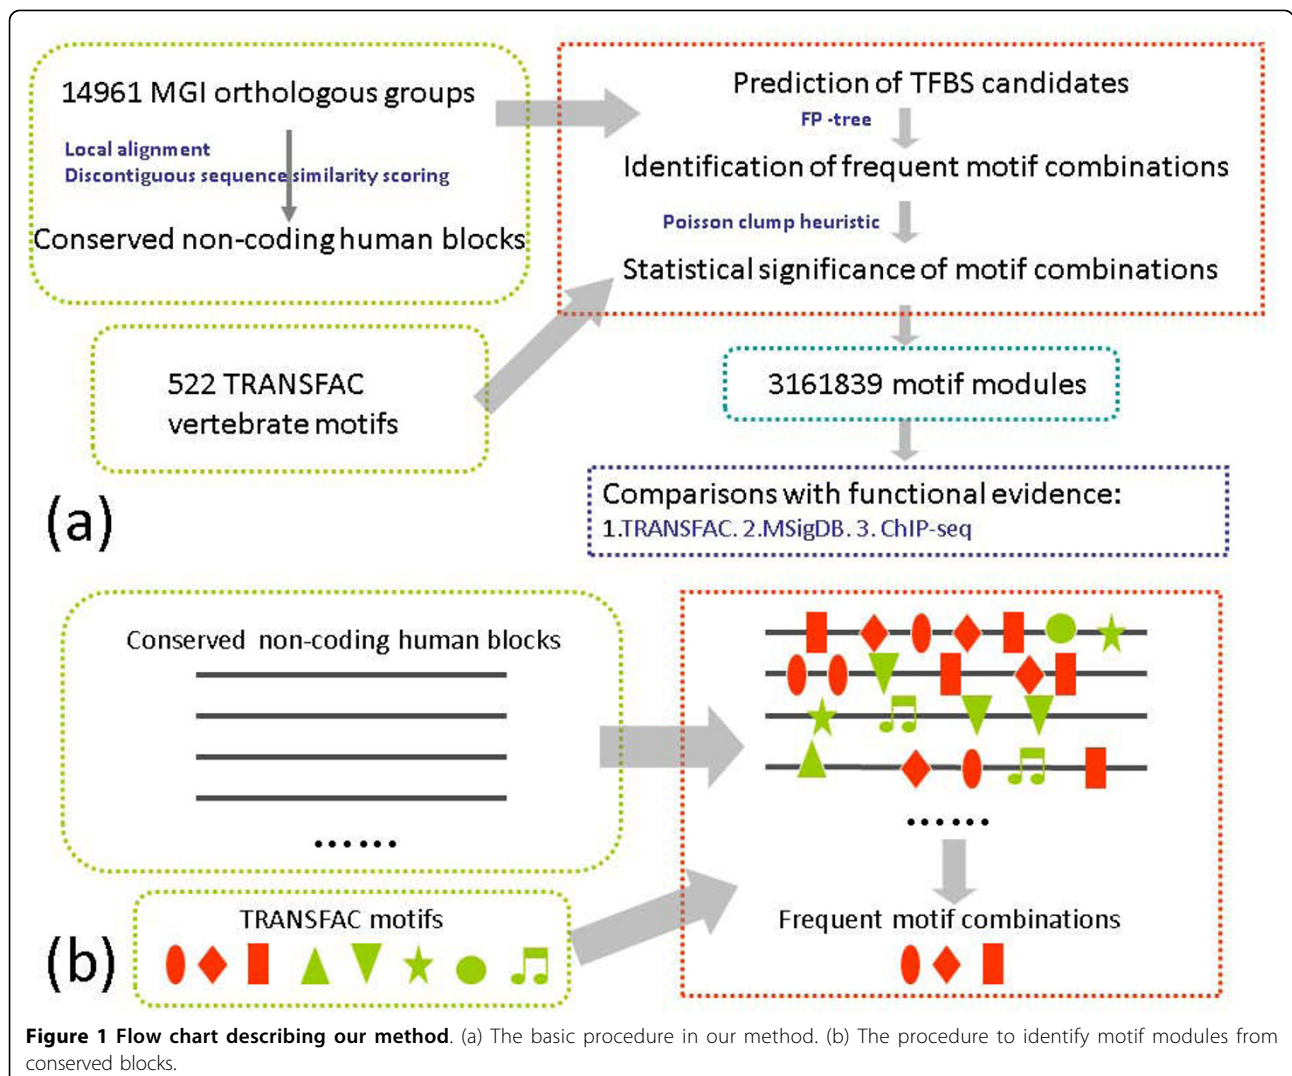 14961 MGI orthologous groups
Local alignment
Discontiguous sequence similarity scoring
Conserved non-coding human blocks
522 TRANSFAC
vertebrate motifs
(a)
Prediction of TFBS candidates
FP -tree
Identification of frequent motif combinations
Poisson clump heuristic
Statistical significance of motif combinations
3161839 motif modules
Comparisons with functional evidence:
1.TRANSFAC. 2.MSigDB. 3. ChIP-seq
Conserved non-coding human blocks
......
TRANSFAC motifs
(b)
......
Frequent motif combinations
Figure 1 Flow chart describing our method. (a) The basic procedure in our method. (b) The procedure to identify motif modules from
conserved blocks.